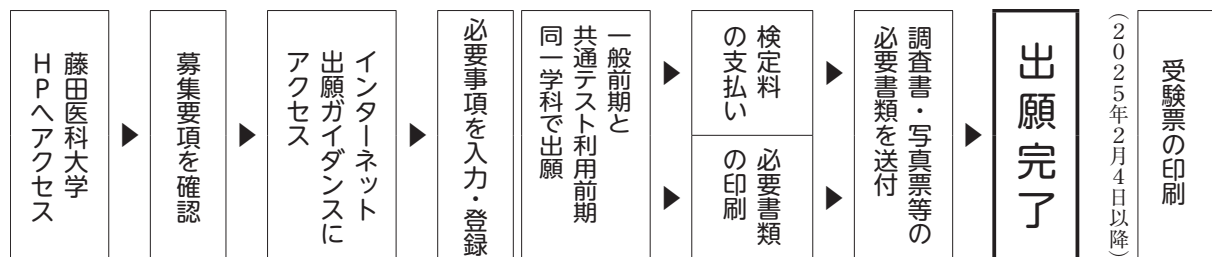 藤田医科大学
HPへアクセス
▶
募集要項を確認
▶
インターネット
出願ガイダンスに
アクセス
▶
必要事項を入力・登録
一般前期と
共通テスト利用前期
同一学科で出願
▶
検定料
の支払い
▶
必要書類
の印刷
▶
▶
調査書・写真票等の
必要書類を送付
▶
出願完了
(2025年2月4日以降)
受験票の印刷